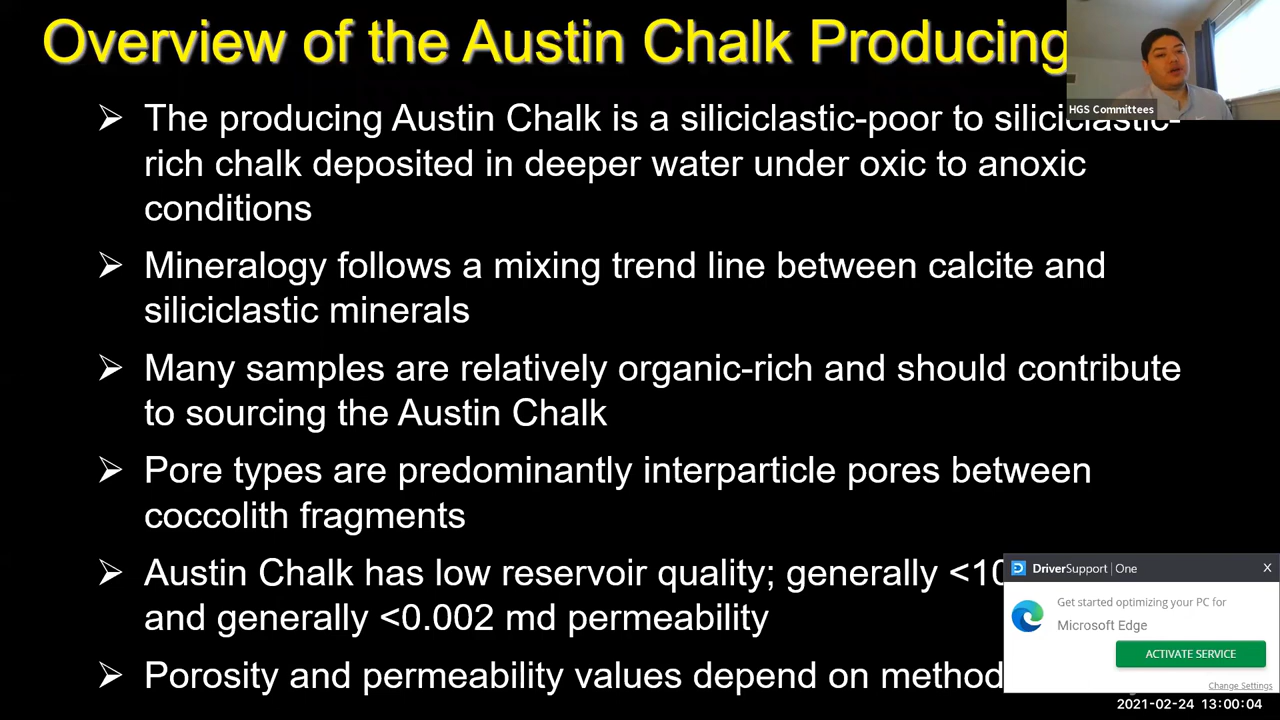 Overview of the Austin Chalk Producing
HGS Committees
➢ The producing Austin Chalk is a siliciclastic-poor to siliciclastic-
rich chalk deposited in deeper water under oxic to anoxic
conditions
➢ Mineralogy follows a mixing trend line between calcite and
siliciclastic minerals
➢ Many samples are relatively organic-rich and should contribute
to sourcing the Austin Chalk
➢ Pore types are predominantly interparticle pores between
coccolith fragments
➢ Austin Chalk has low reservoir quality; generally
and generally <0.002 md permeability
➢ Porosity and permeability values depend on method
DriverSupport | One
X
Get started optimizing your PC for
Microsoft Edge
ACTIVATE SERVICE
Change Settings
2021-02-24 13:00:04